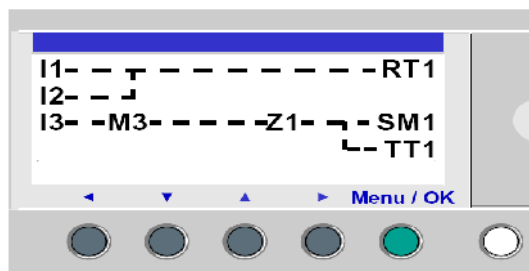 I1- - - - - - - - - RT1
I2- -
I3- -M3- - - - -Z1- - - SM1
- - TT1
Menu / OK